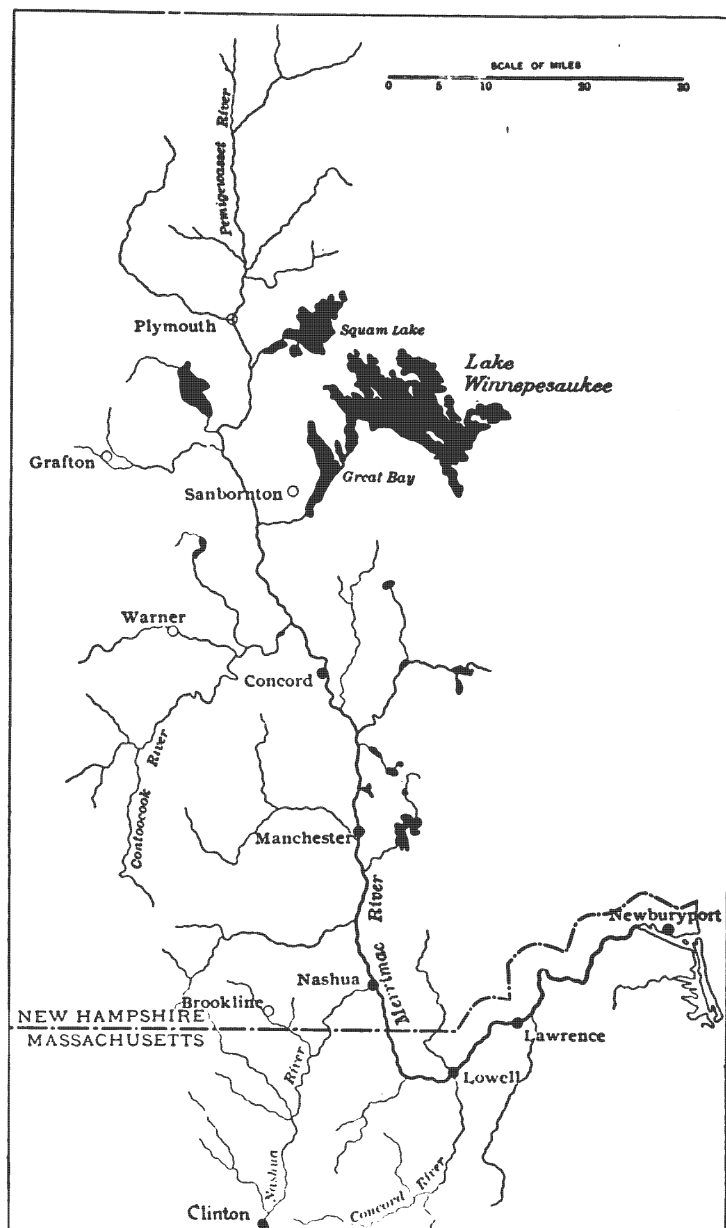 SCALE OF MILES
0 5 10 20 30
Pemigewasset River
Plymouth
Squam Lake
Lake
Winnepesaukee
Grafton
Sanbornton
Great Bay
Warner
Concord
Contoocook River
Manchester
Merrimac River
Newburyport
Nashua
Brookline
NEW HAMPSHIRE
MASSACHUSETTS
Lawrence
Lowell
Nashua River
Concord River
Clinton